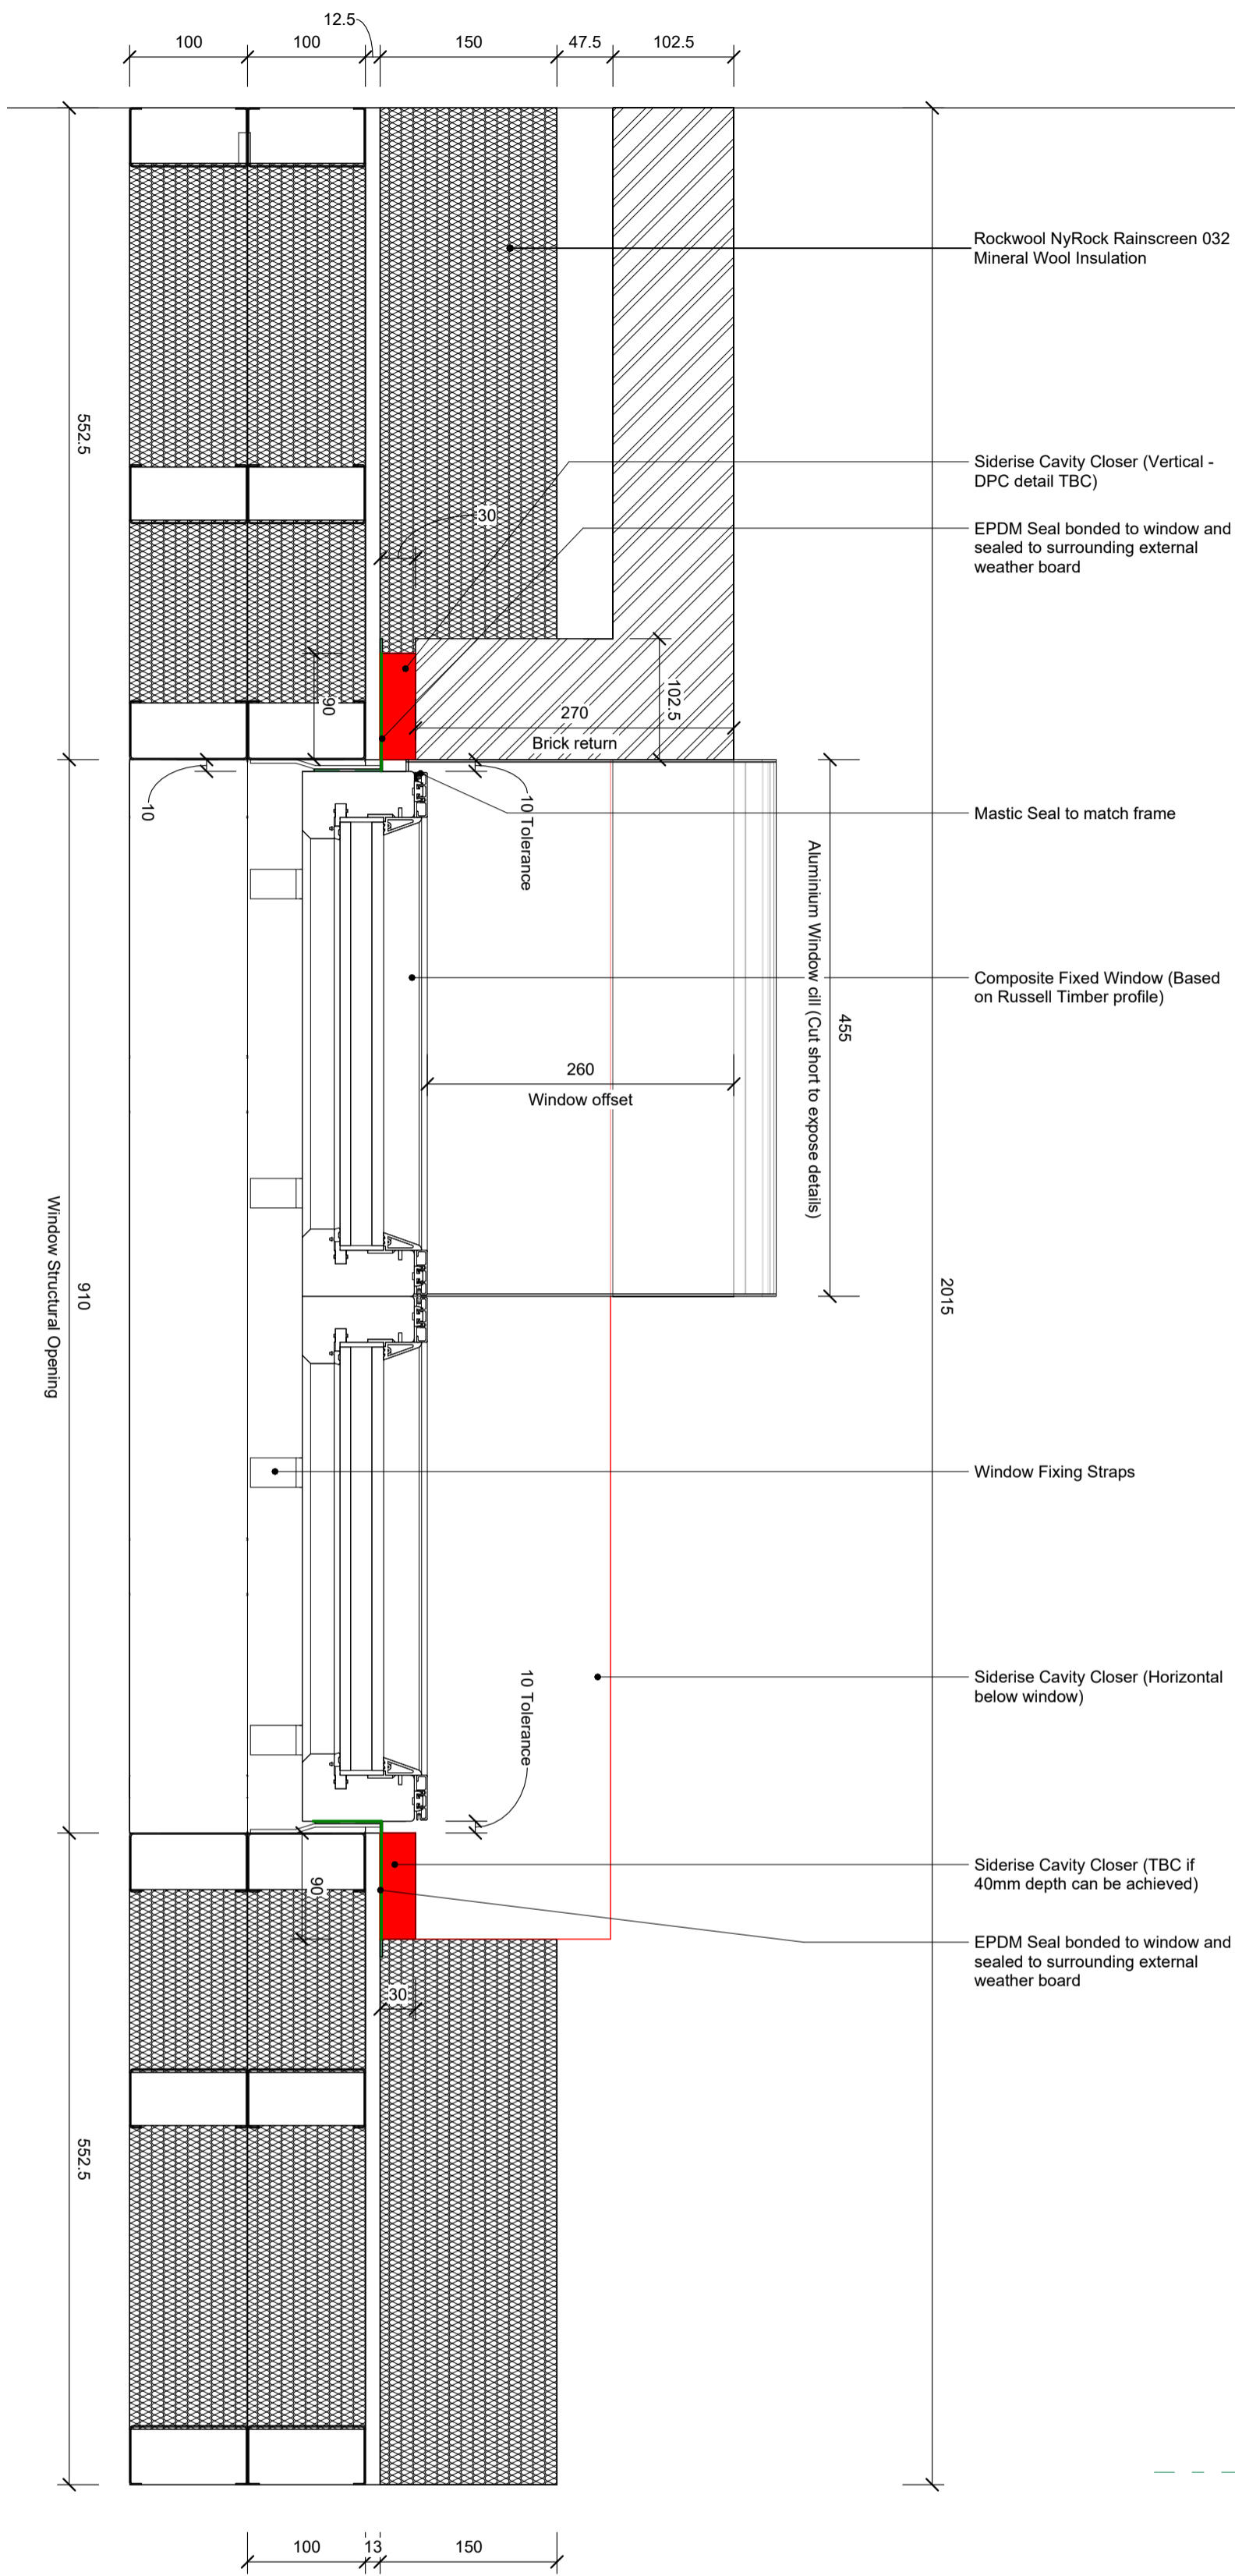 12.5
100
100
150
47.5
102.5
Rockwool NyRock Rainscreen 032
Mineral Wool Insulation
552.5
Siderise Cavity Closer (Vertical -
DPC detail TBC)
30
EPDM Seal bonded to window and
sealed to surrounding external
weather board
90
102.5
270
Brick return
10
10 Tolerance
Mastic Seal to match frame
Aluminium Window cill (Cut short to expose details)
455
Composite Fixed Window (Based
on Russell Timber profile)
260
Window offset
Window Structural Opening
910
2015
Window Fixing Straps
10 Tolerance
Siderise Cavity Closer (Horizontal
below window)
90
Siderise Cavity Closer (TBC if
40mm depth can be achieved)
EPDM Seal bonded to window and
sealed to surrounding external
weather board
30
552.5
100
13
150